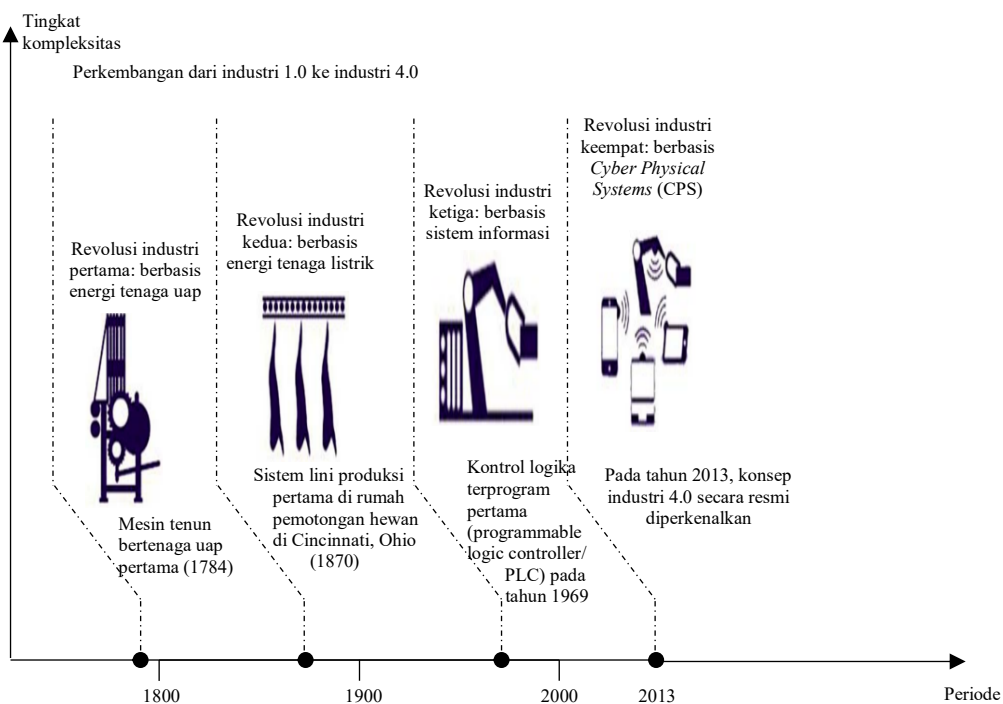 Tingkat
kompleksitas
Perkembangan dari industri 1.0 ke industri 4.0
Revolusi industri
pertama: berbasis
energi tenaga uap
Mesin tenun
bertenaga uap
pertama (1784)
Revolusi industri
kedua: berbasis
energi tenaga listrik
Sistem lini produksi
pertama di rumah
pemotongan hewan
di Cincinnati, Ohio
(1870)
Revolusi industri
ketiga: berbasis
sistem informasi
Kontrol logika
terprogram
pertama
(programmable
logic controller/
PLC) pada
tahun 1969
Revolusi industri
keempat: berbasis
Cyber Physical
Systems (CPS)
Pada tahun 2013, konsep
industri 4.0 secara resmi
diperkenalkan
1800
1900
2000
2013
Periode